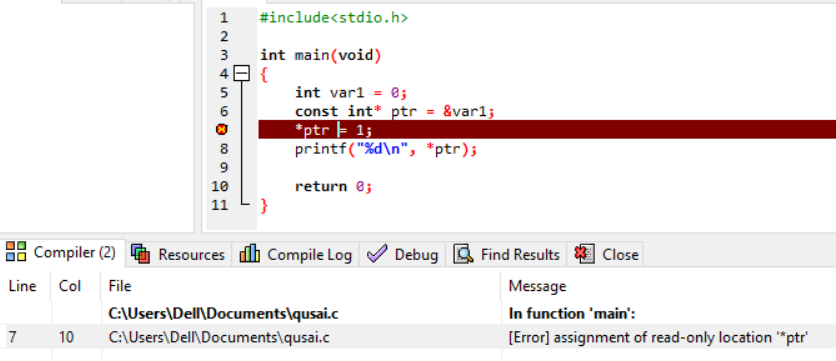 1 #include<stdio.h>
2
3 int main(void)
4 {
5 int var1 = 0;
6 const int* ptr = &var1;
*ptr = 1;
8 printf("%d\n", *ptr);
9
10 return 0;
11 }
Compiler (2) Resources Compile Log Debug Find Results Close
Line Col File Message
C:\Users\Dell\Documents\qusai.c In function 'main':
7 10 C:\Users\Dell\Documents\qusai.c [Error] assignment of read-only location '*ptr'